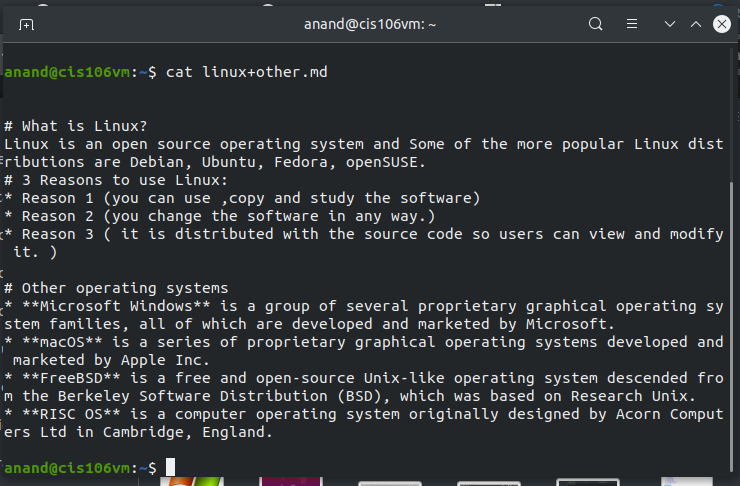 anand@cis106vm: ~
anand@cis106vm:~$ cat linux+other.md
# What is Linux?
Linux is an open source operating system and Some of the more popular Linux dist
ributions are Debian, Ubuntu, Fedora, openSUSE.
# 3 Reasons to use Linux:
* Reason 1 (you can use ,copy and study the software)
* Reason 2 (you change the software in any way.)
* Reason 3 ( it is distributed with the source code so users can view and modify
 it. )
# Other operating systems
* **Microsoft Windows** is a group of several proprietary graphical operating sy
stem families, all of which are developed and marketed by Microsoft.
* **macOS** is a series of proprietary graphical operating systems developed and
 marketed by Apple Inc.
* **FreeBSD** is a free and open-source Unix-like operating system descended fro
m the Berkeley Software Distribution (BSD), which was based on Research Unix.
* **RISC OS** is a computer operating system originally designed by Acorn Comput
ers Ltd in Cambridge, England.
anand@cis106vm:~$